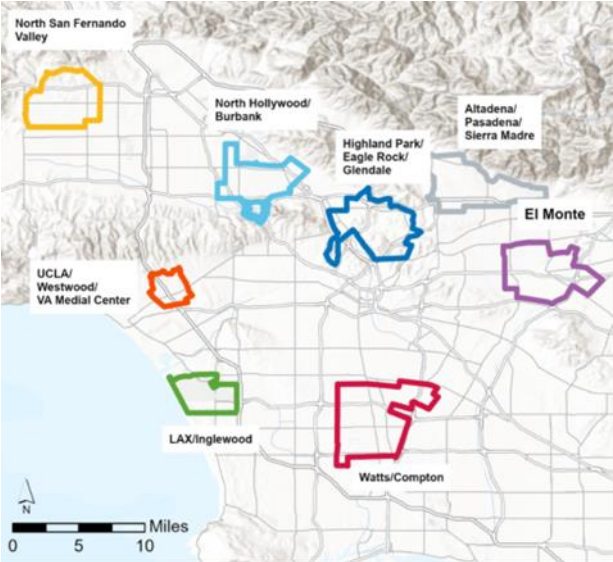 North San Fernando
Valley
North Hollywood/
Burbank
Altadena/
Pasadena/
Sierra Madre
Highland Park/
Eagle Rock/
Glendale
El Monte
UCLA/
Westwood/
VA Medial Center
LAX/Inglewood
Watts/Compton
N
Miles
0 5 10